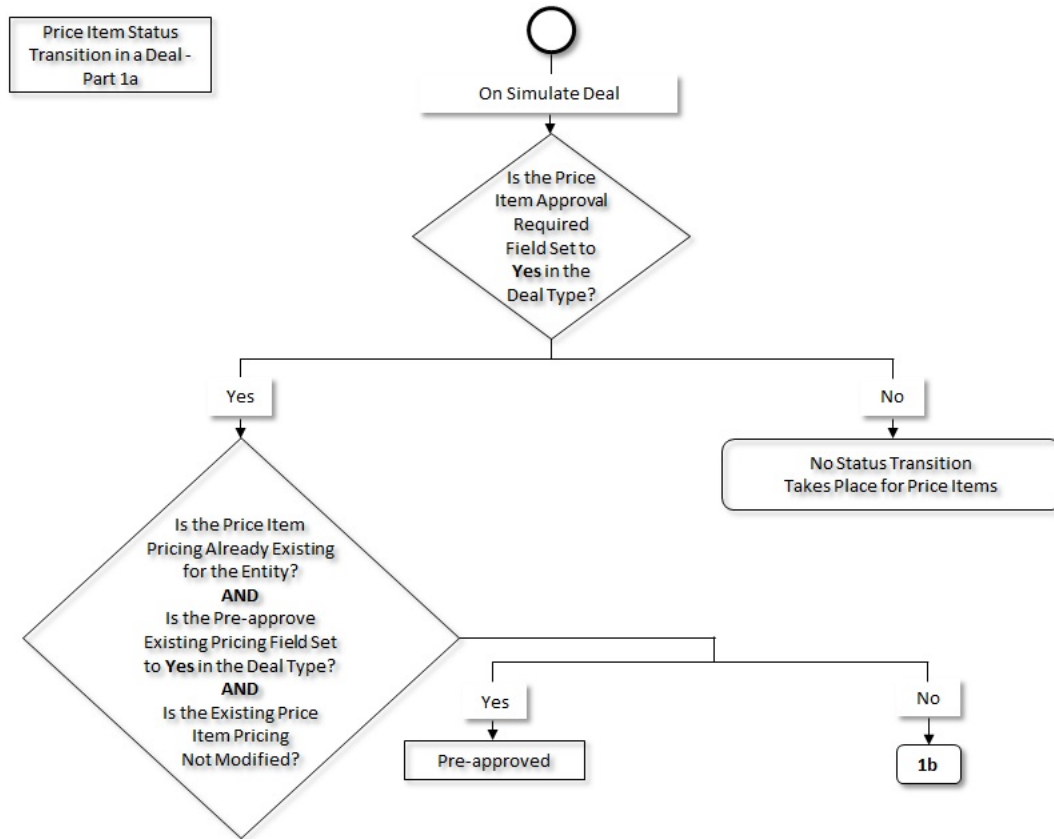 Price Item Status
Transition in a Deal -
Part 1a
On Simulate Deal
Is the Price
Item Approval
Required
Field Set to
Yes in the
Deal Type?
Yes
No
No Status Transition
Takes Place for Price Items
Is the Price Item
Pricing Already Existing
for the Entity?
AND
Is the Pre-approve
Existing Pricing Field Set
to Yes in the Deal Type?
AND
Is the Existing Price
Item Pricing
Not Modified?
Yes
No
Pre-approved
1b